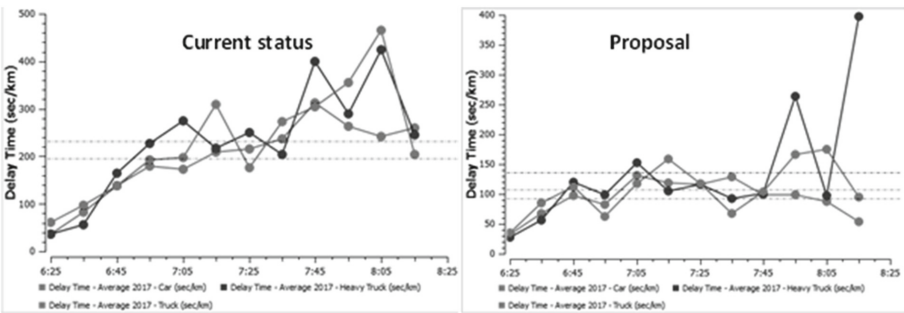 Current status
Delay Time (sec/km)
500
400
300
200
100
0
6:25 6:45 7:05 7:25 7:45 8:05 8:25
Delay Time - Average 2017 - Car (sec/km) Delay Time - Average 2017 - Heavy Truck (sec/km)
Delay Time - Average 2017 - Truck (sec/km)
Proposal
Delay Time (sec/km)
400
350
300
250
200
150
100
50
0
6:25 6:45 7:05 7:25 7:45 8:05 8:25
Delay Time - Average 2017 - Car (sec/km) Delay Time - Average 2017 - Heavy Truck (sec/km)
Delay Time - Average 2017 - Truck (sec/km)